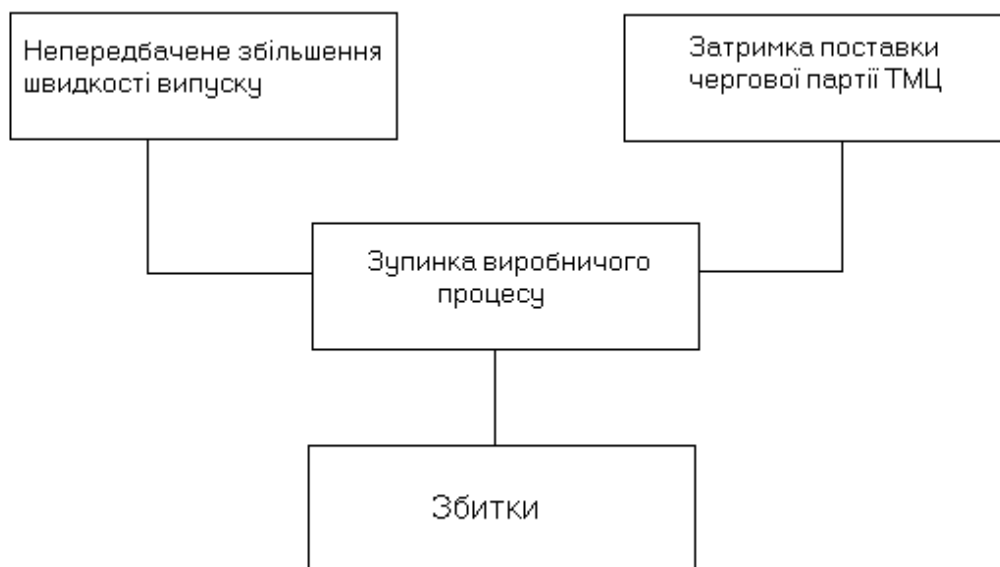 Непередбачене збільшення
швидкості випуску
Затримка поставки
чергової партії ТМЦ
Зупинка виробничого
процесу
Збитки